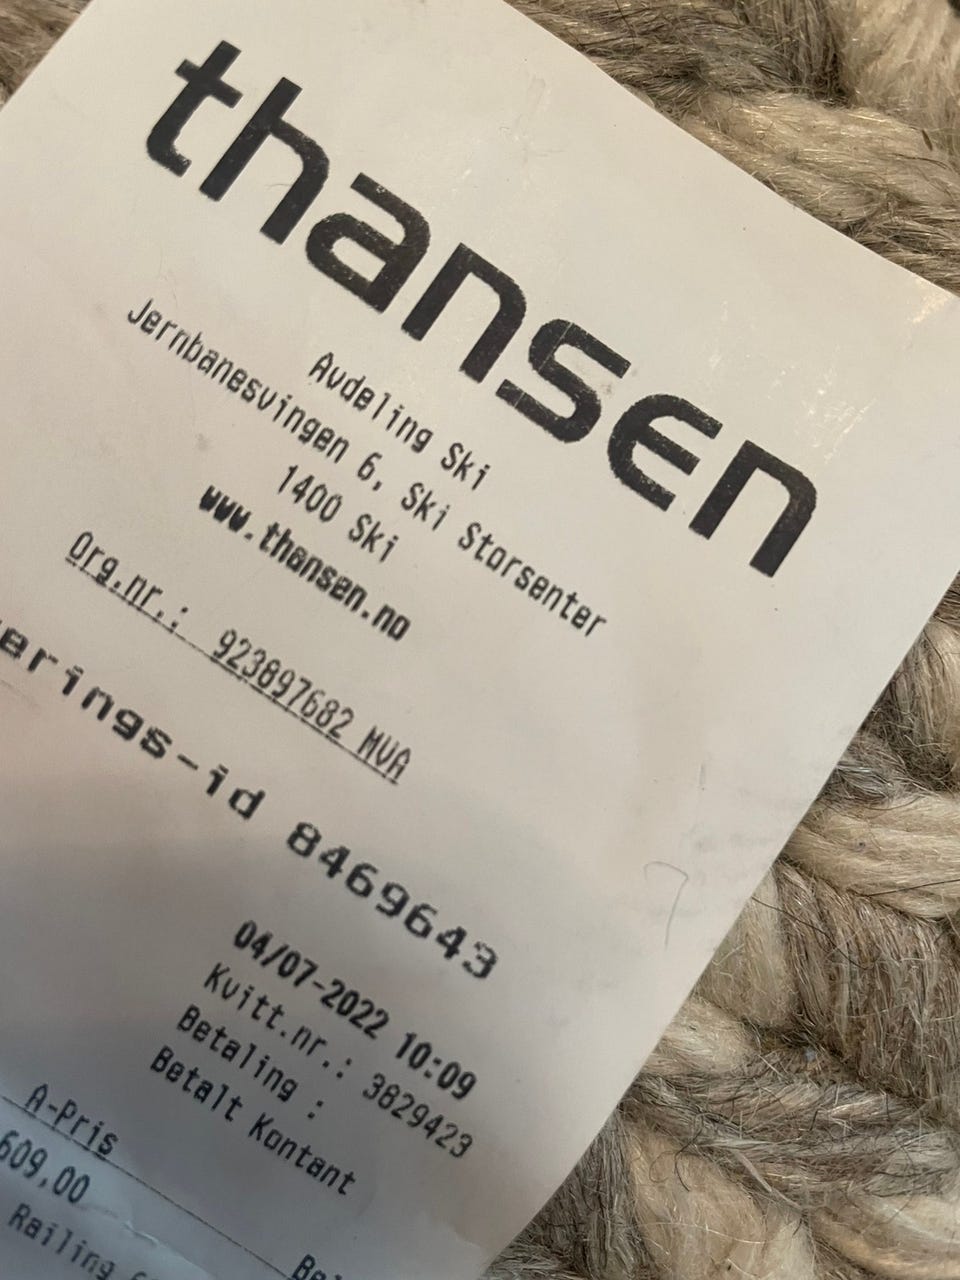 thansen
Avdeling Ski
Jernbanesvingen 6, Ski Storsenter
1400 Ski
www.thansen.no
Org.nr.: 923897682 MVA
erings-id 8469643
04/07-2022 10:09
Kvitt.nr.: 3829423
Betaling :
Betalt Kontant
A-Pris
609,00
Railing